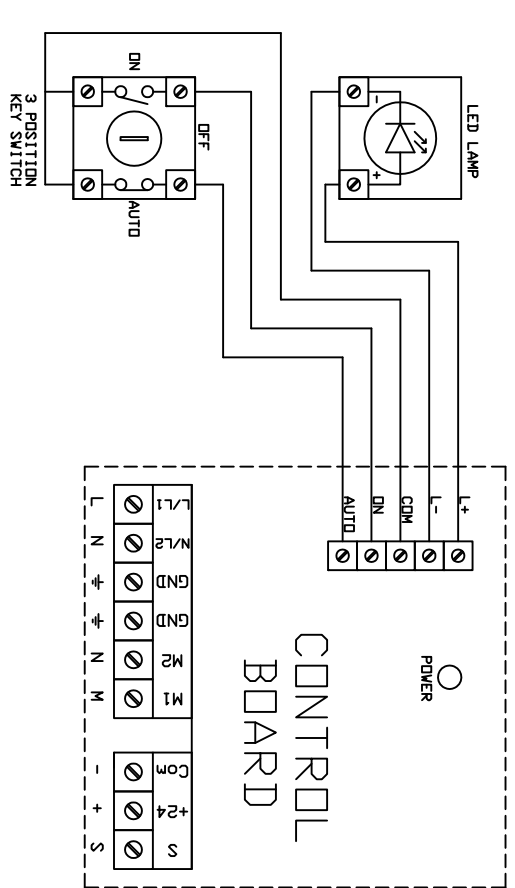 LED LAMP
-
+
ON
OFF
AUTO
3 POSITION
KEY SWITCH
L+
L-
COM
ON
AUTO
POWER
CONTROL
BOARD
L/L1
N/L2
GND
GND
M2
M1
L
N
N
M
Com
+24
S
-
+
S